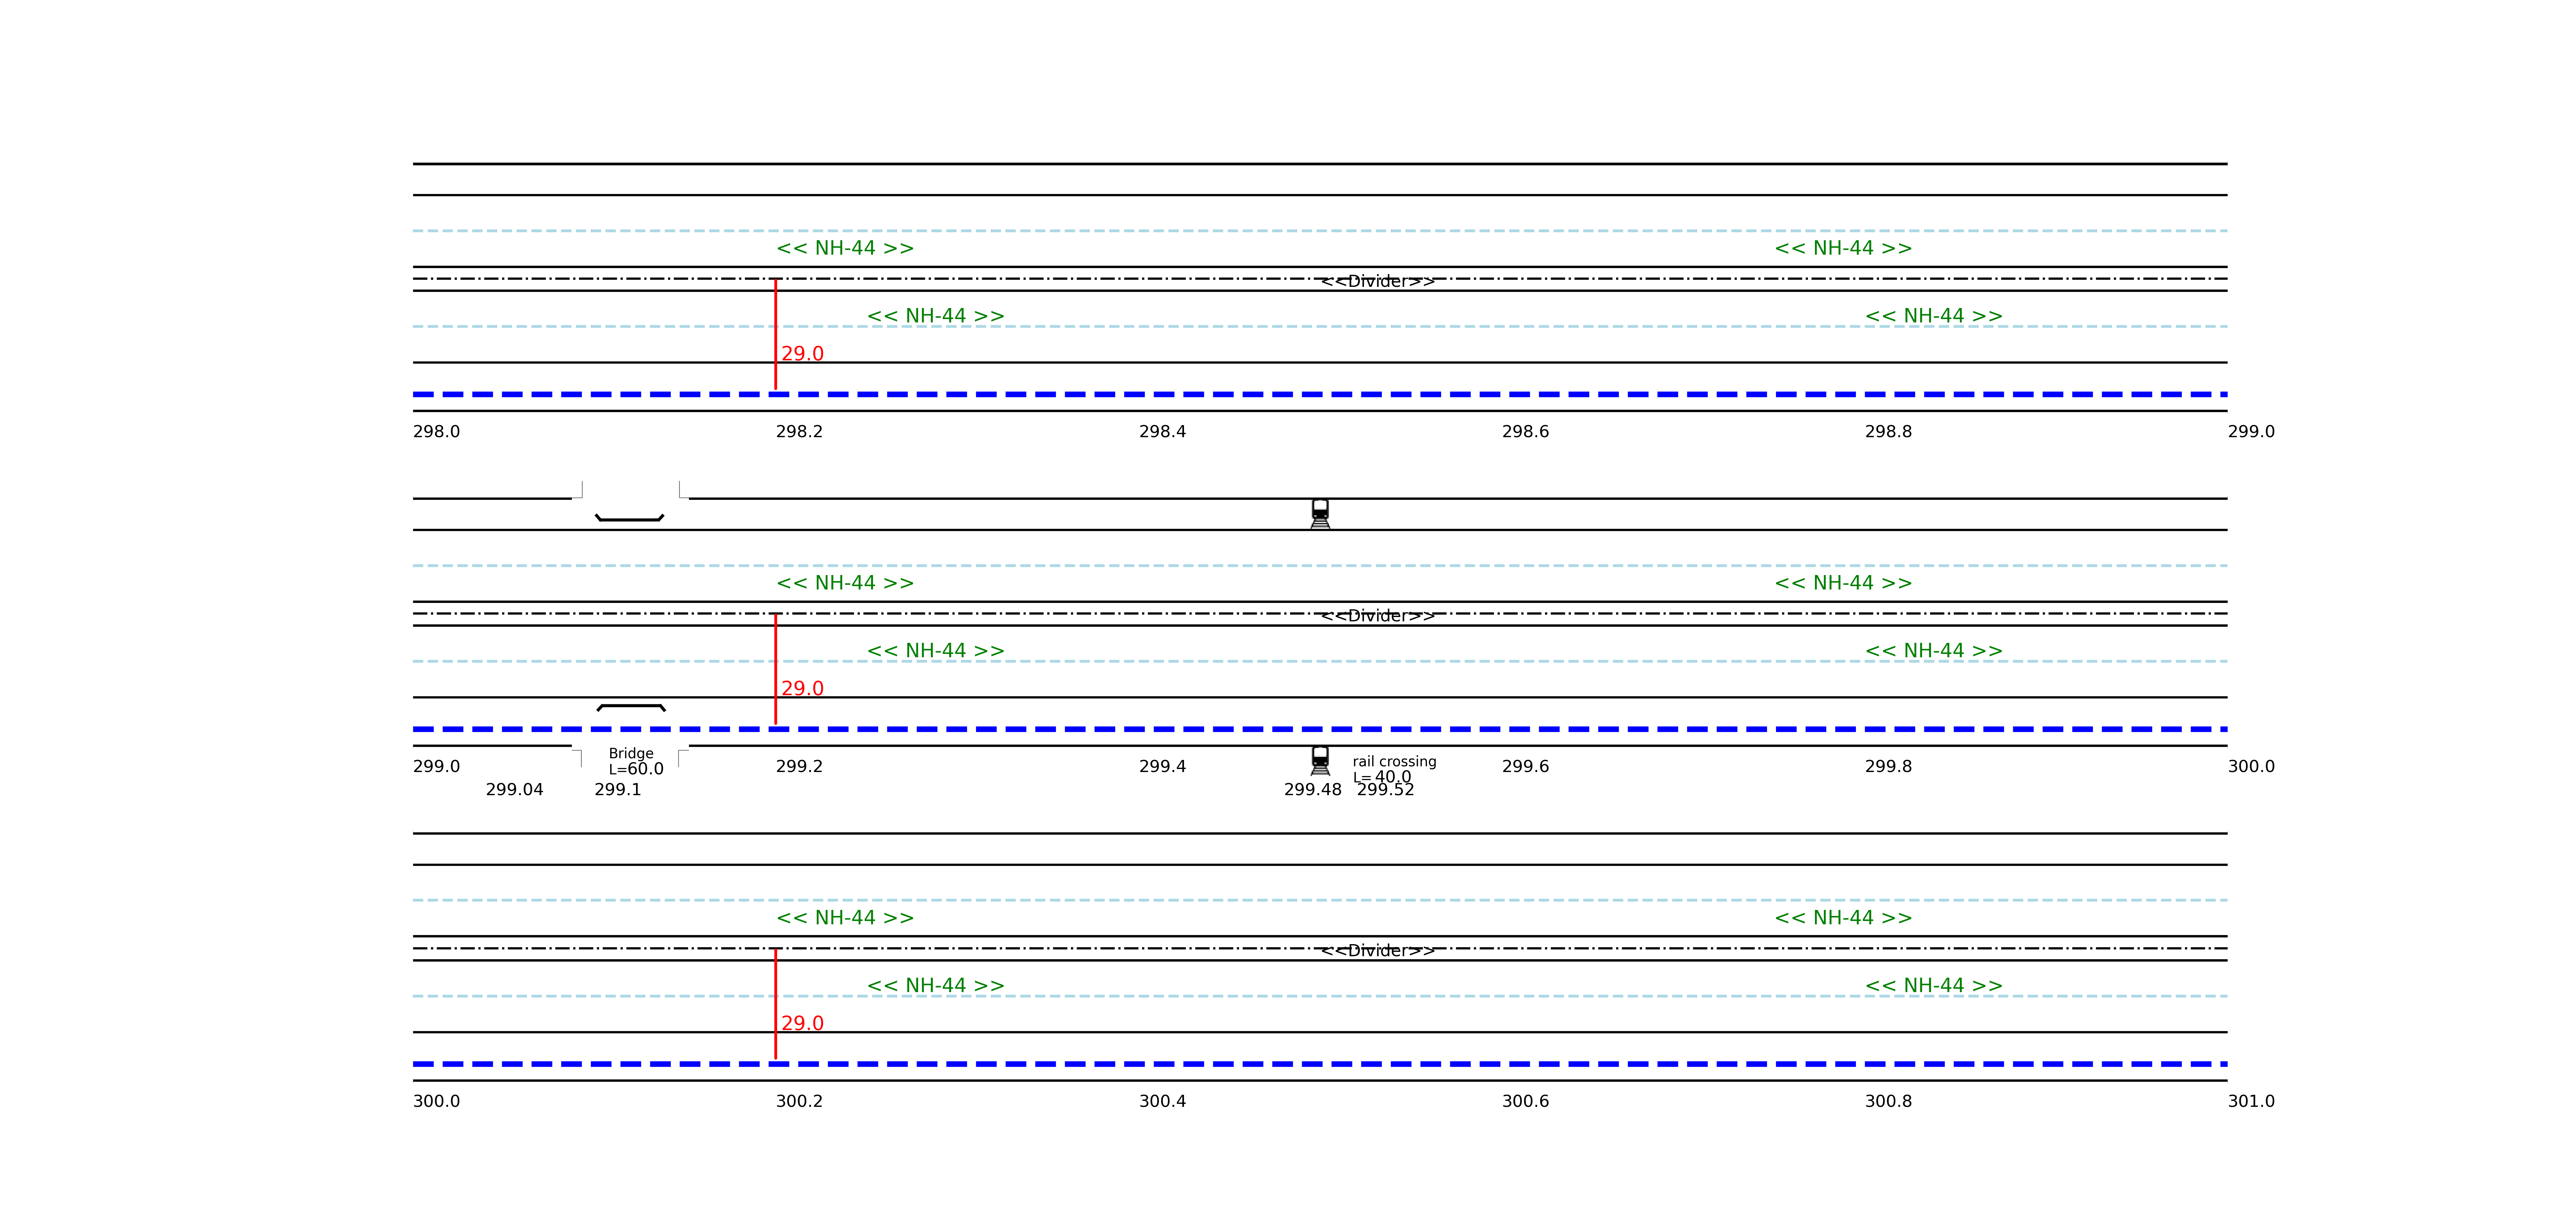 << NH-44 >> << NH-44 >>
<<Divider>>
<< NH-44 >> << NH-44 >>
29.0
298.0 298.2 298.4 298.6 298.8 299.0
<< NH-44 >> << NH-44 >>
<<Divider>>
<< NH-44 >> << NH-44 >>
29.0
Bridge
L=60.0
rail crossing
L= 40.0
299.0 299.2 299.4 299.6 299.8 300.0
299.04 299.1 299.48 299.52
<< NH-44 >> << NH-44 >>
<<Divider>>
<< NH-44 >> << NH-44 >>
29.0
300.0 300.2 300.4 300.6 300.8 301.0